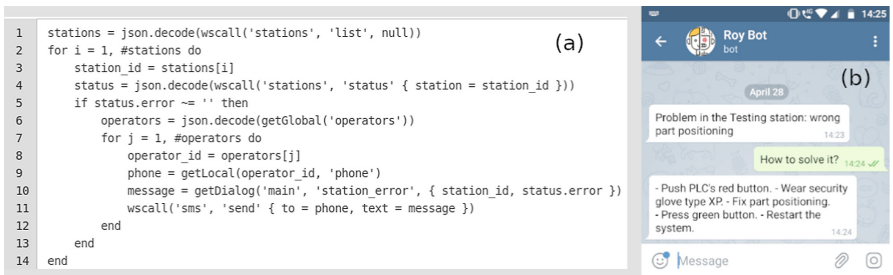 1 stations = json.decode(wscall('stations', 'list', null))
2 for i = 1, #stations do
3 station_id = stations[i]
4 status = json.decode(wscall('stations', 'status' { station = station_id }))
5 if status.error ~= '' then
6 operators = json.decode(getGlobal('operators'))
7 for j = 1, #operators do
8 operator_id = operators[j]
9 phone = getLocal(operator_id, 'phone')
10 message = getDialog('main', 'station_error', { station_id, status.error })
11 wscall('sms', 'send' { to = phone, text = message })
12 end
13 end
14 end
(a)
14:25
Roy Bot
bot
(b)
April 28
Problem in the Testing station: wrong
part positioning
14:23
How to solve it? 14:24
- Push PLC's red button. - Wear security
glove type XP. - Fix part positioning.
- Press green button. - Restart the
system.
14:24
Message